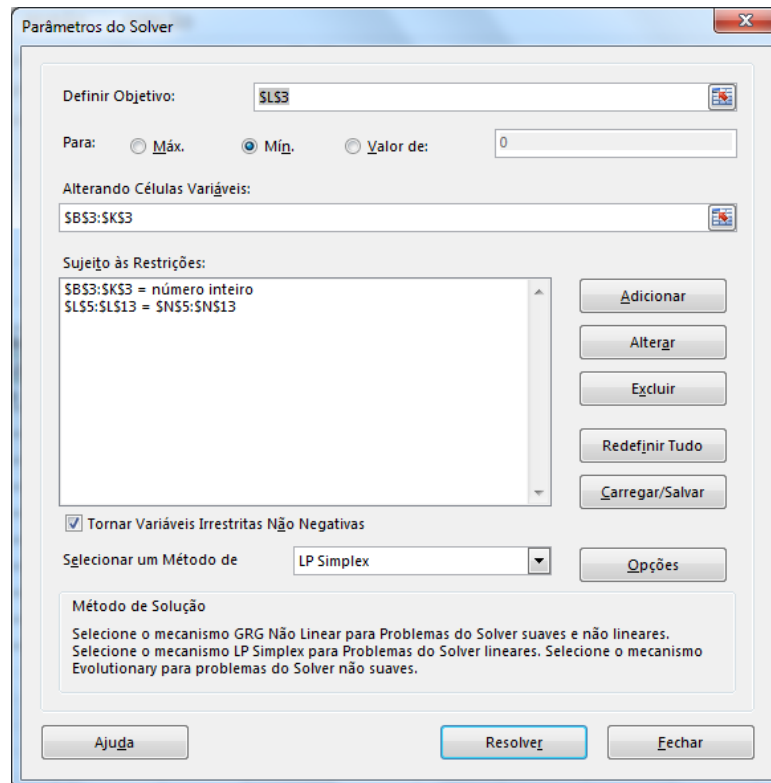 Parâmetros do Solver
Definir Objetivo: $L$3
Para: Máx. Mín. Valor de: 0
Alterando Células Variáveis:
$B$3:$K$3
Sujeito às Restrições:
$B$3:$K$3 = número inteiro
$L$5:$L$13 = $N$5:$N$13
Adicionar
Alterar
Excluir
Redefinir Tudo
Carregar/Salvar
Tornar Variáveis Irrestritas Não Negativas
Selecionar um Método de LP Simplex Opções
Método de Solução
Selecione o mecanismo GRG Não Linear para Problemas do Solver suaves e não lineares.
Selecione o mecanismo LP Simplex para Problemas do Solver lineares. Selecione o mecanismo
Evolutionary para problemas do Solver não suaves.
Ajuda Resolver Fechar